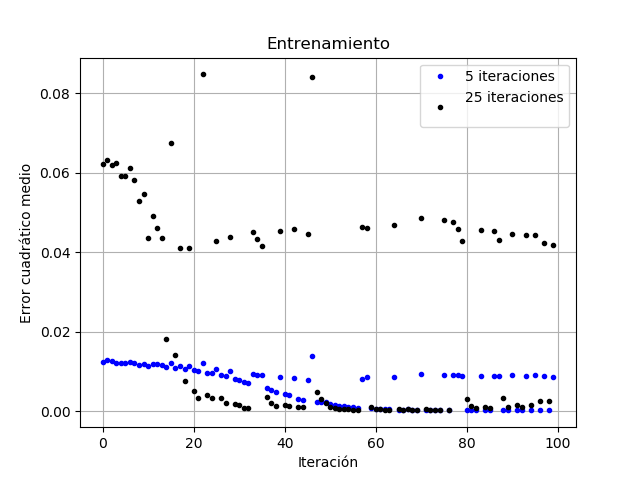 Entrenamiento
5 iteraciones
25 iteraciones
Error cuadrático medio
0.08
0.06
0.04
0.02
0.00
0 20 40 60 80 100
Iteración